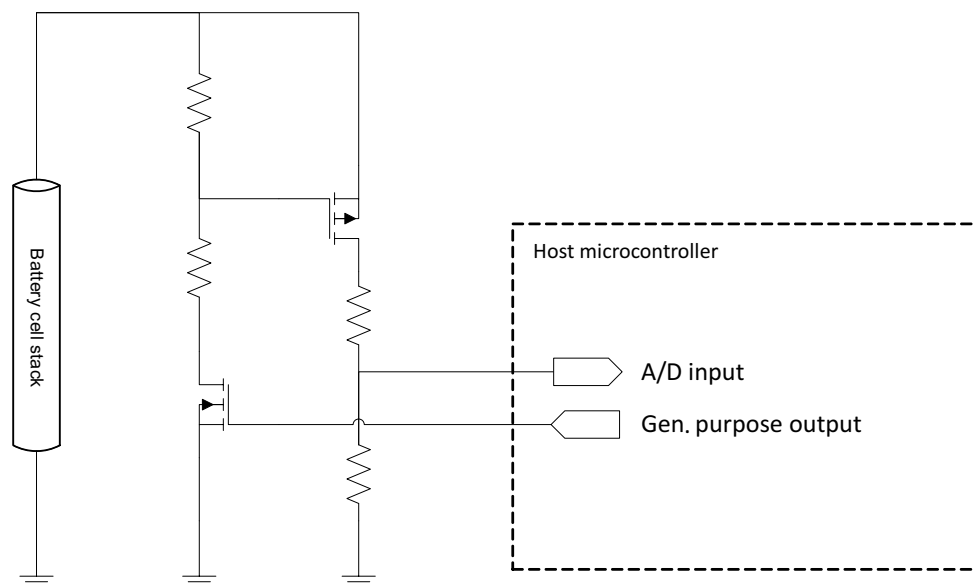 Battery cell stack
Host microcontroller
A/D input
Gen. purpose output